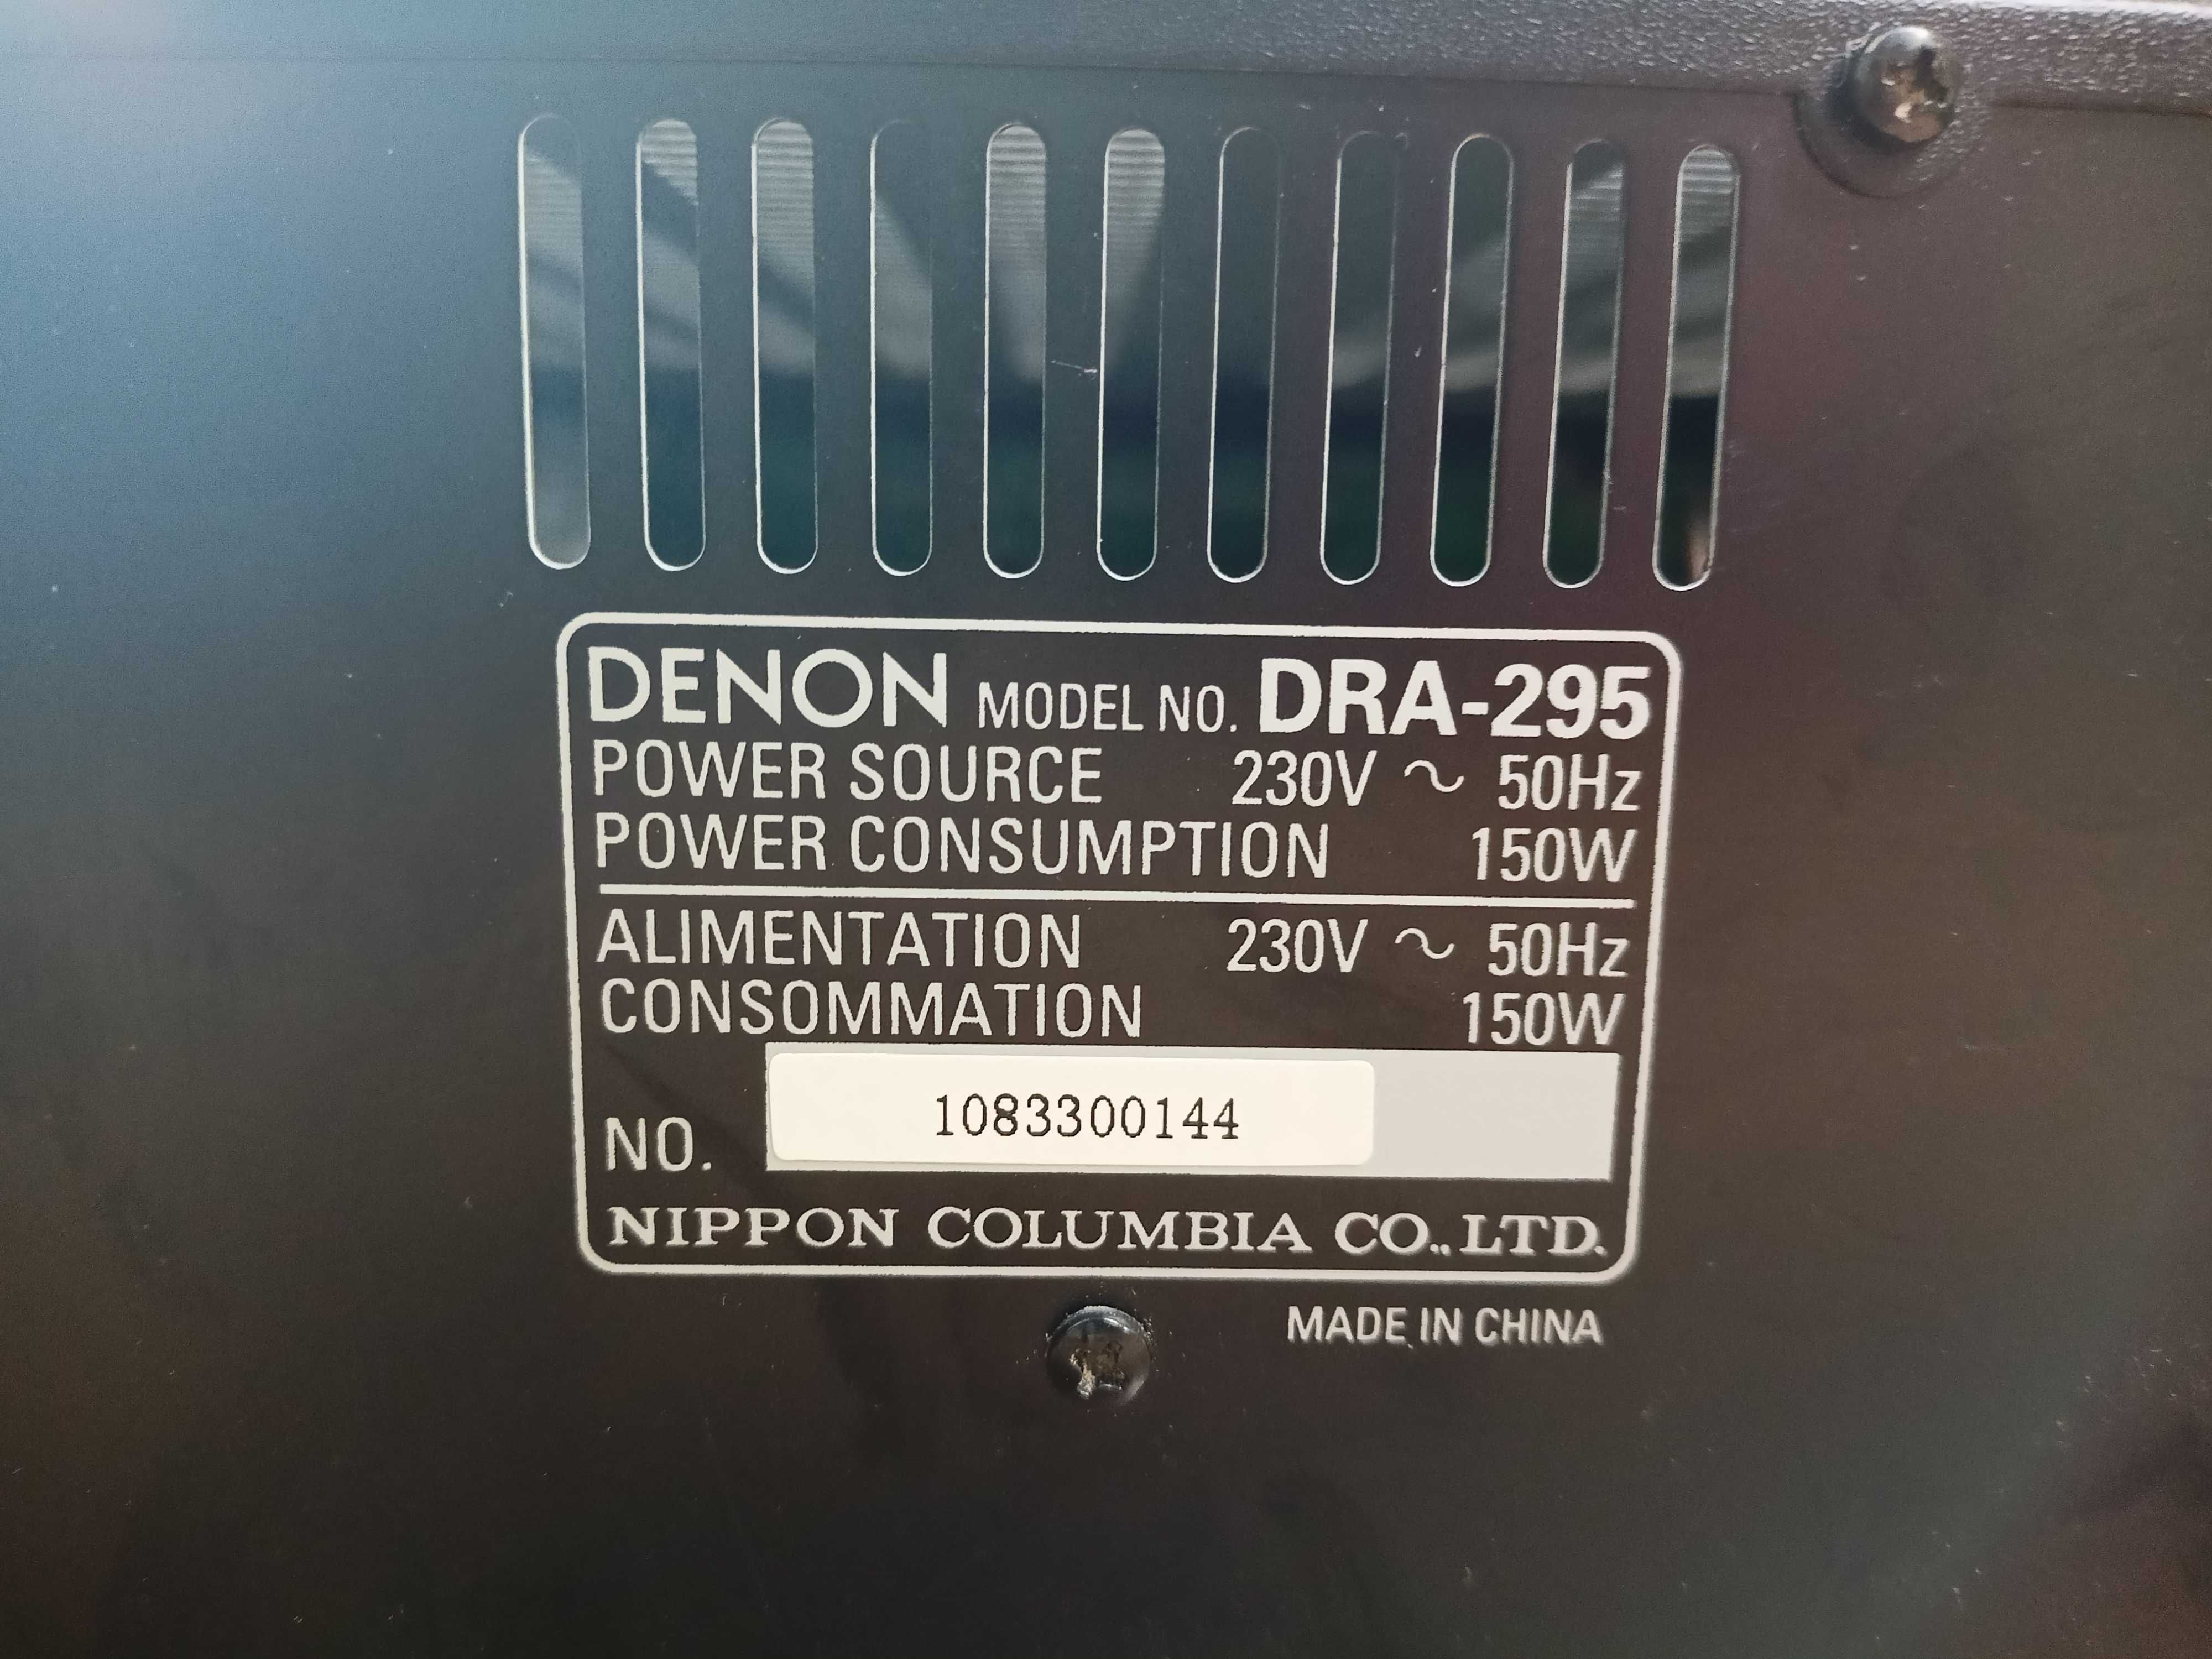 DENON MODEL NO. DRA-295
POWER SOURCE 230V ~ 50Hz
POWER CONSUMPTION 150W
ALIMENTATION 230V ~ 50Hz
CONSOMMATION 150W
NO. 1083300144
NIPPON COLUMBIA CO., LTD.
MADE IN CHINA